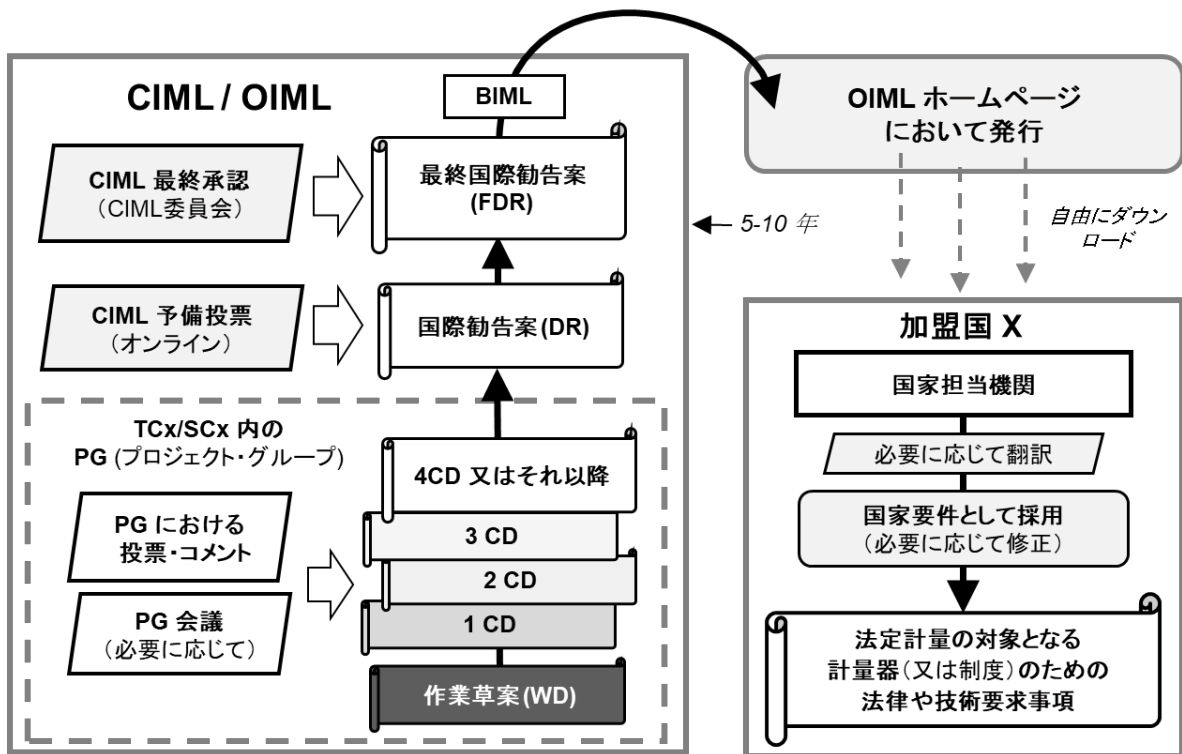 CIML / OIML
BIML
CIML 最終承認
（CIML委員会）
最終国際勧告案
(FDR)
CIML 予備投票
（オンライン）
国際勧告案(DR)
TCx/SCx 内の
PG (プロジェクト・グループ)
PG における
投票・コメント
PG 会議
（必要に応じて）
4CD 又はそれ以降
3 CD
2 CD
1 CD
作業草案(WD)
5-10 年
OIML ホームページ
において発行
自由にダウン
ロード
加盟国 X
国家担当機関
必要に応じて翻訳
国家要件として採用
（必要に応じて修正）
法定計量の対象となる
計量器（又は制度）のための
法律や技術要求事項